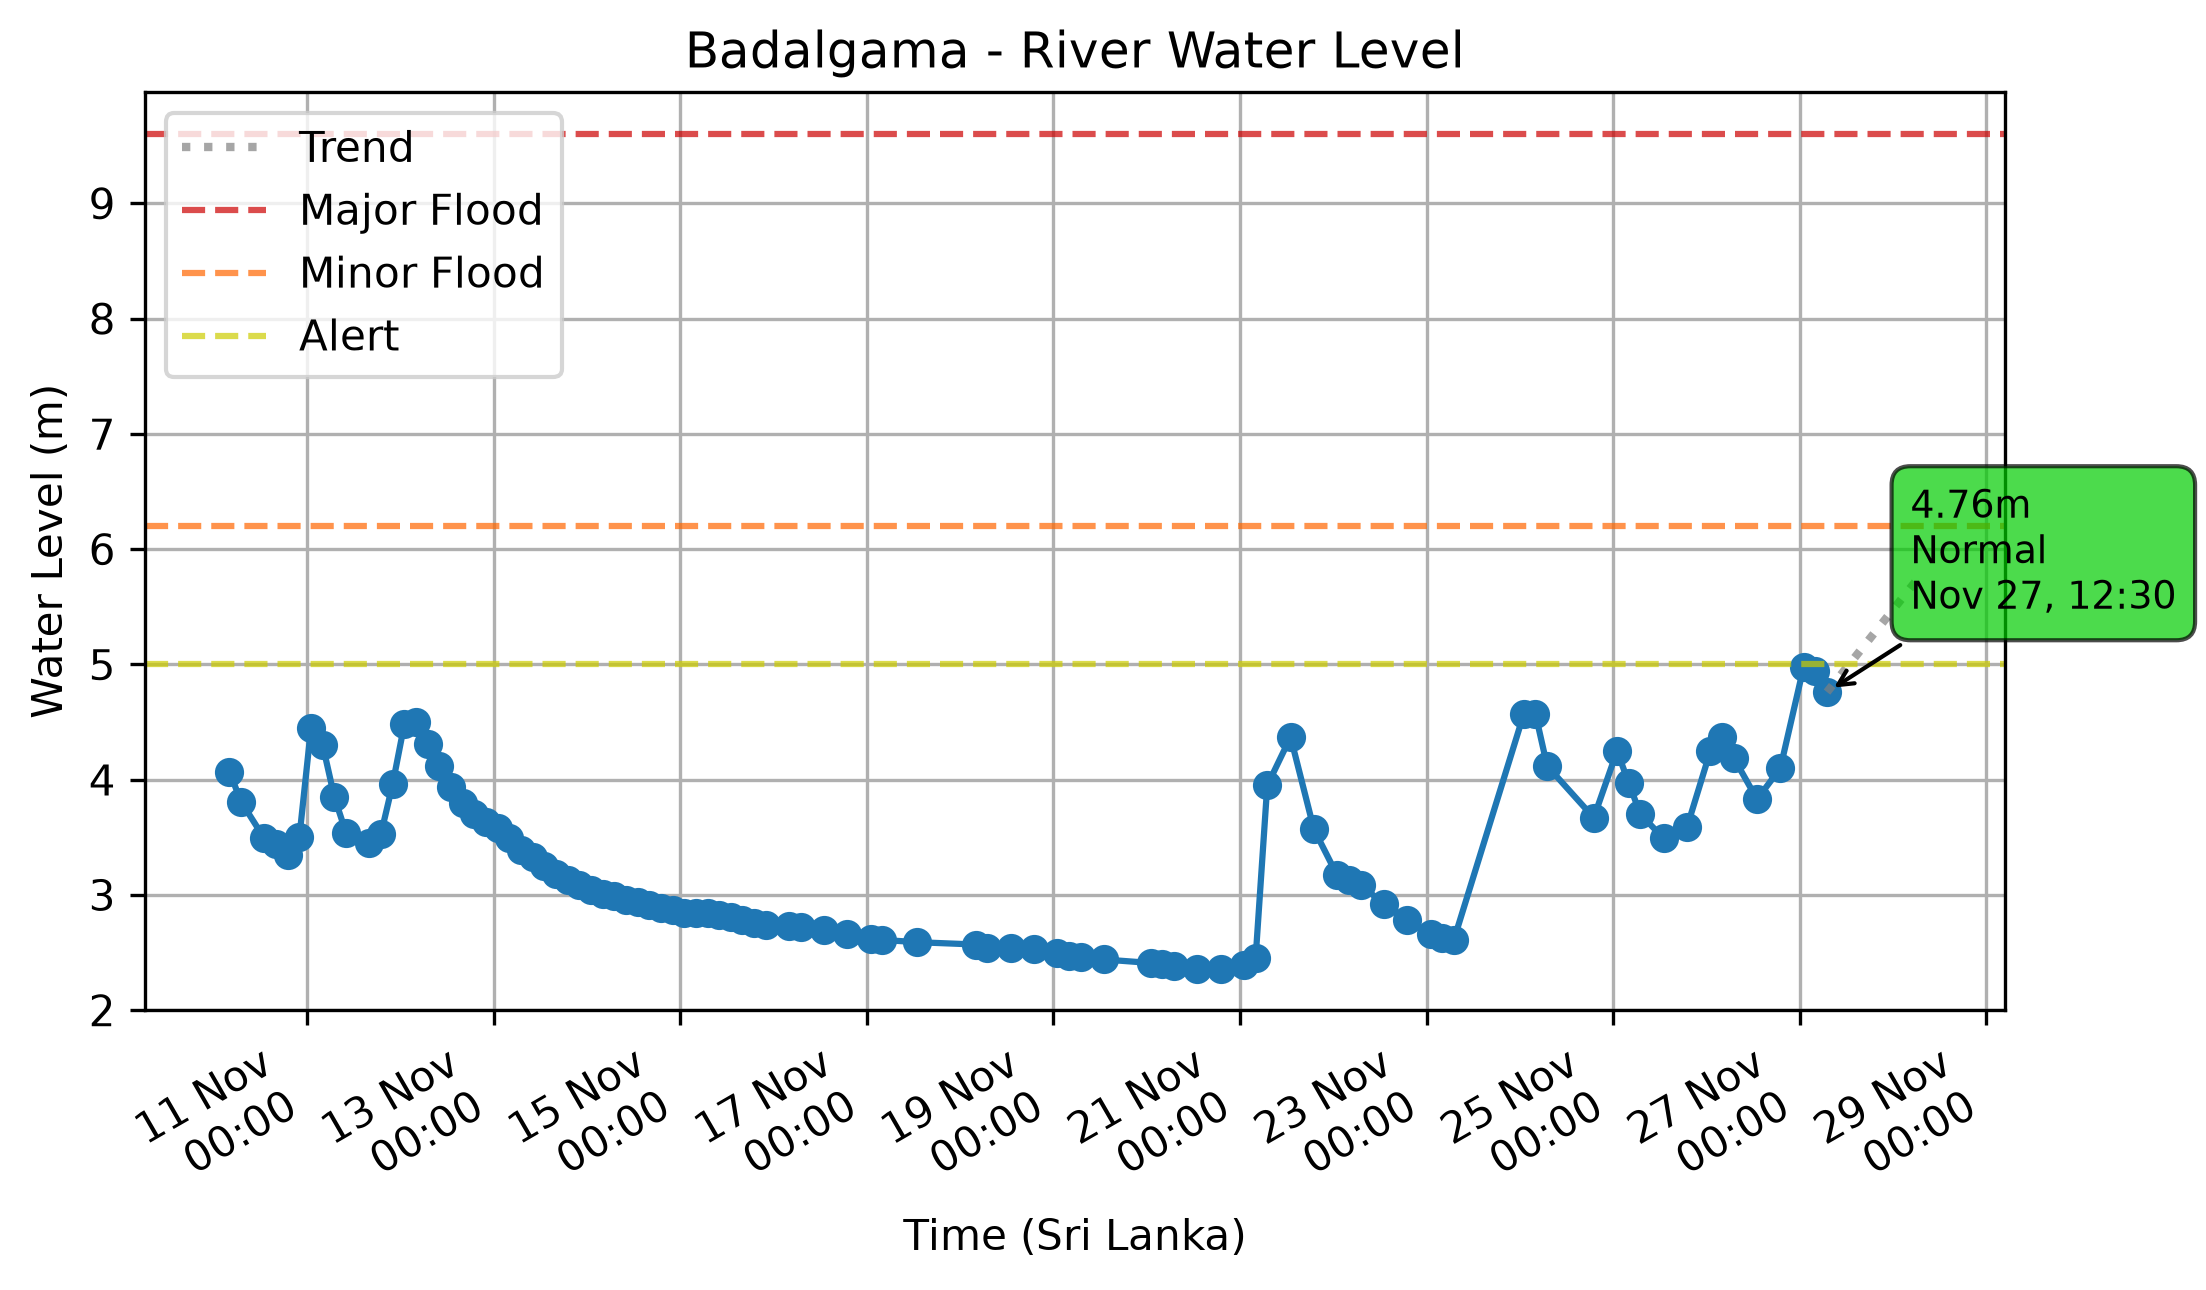 Badalgama - River Water Level
Trend
Major Flood
Minor Flood
Alert
9
8
7
6
5
4
3
2
Water Level (m)
4.76m
Normal
Nov 27, 12:30
11 Nov
00:00
13 Nov
00:00
15 Nov
00:00
17 Nov
00:00
19 Nov
00:00
21 Nov
00:00
23 Nov
00:00
25 Nov
00:00
27 Nov
00:00
29 Nov
00:00
Time (Sri Lanka)